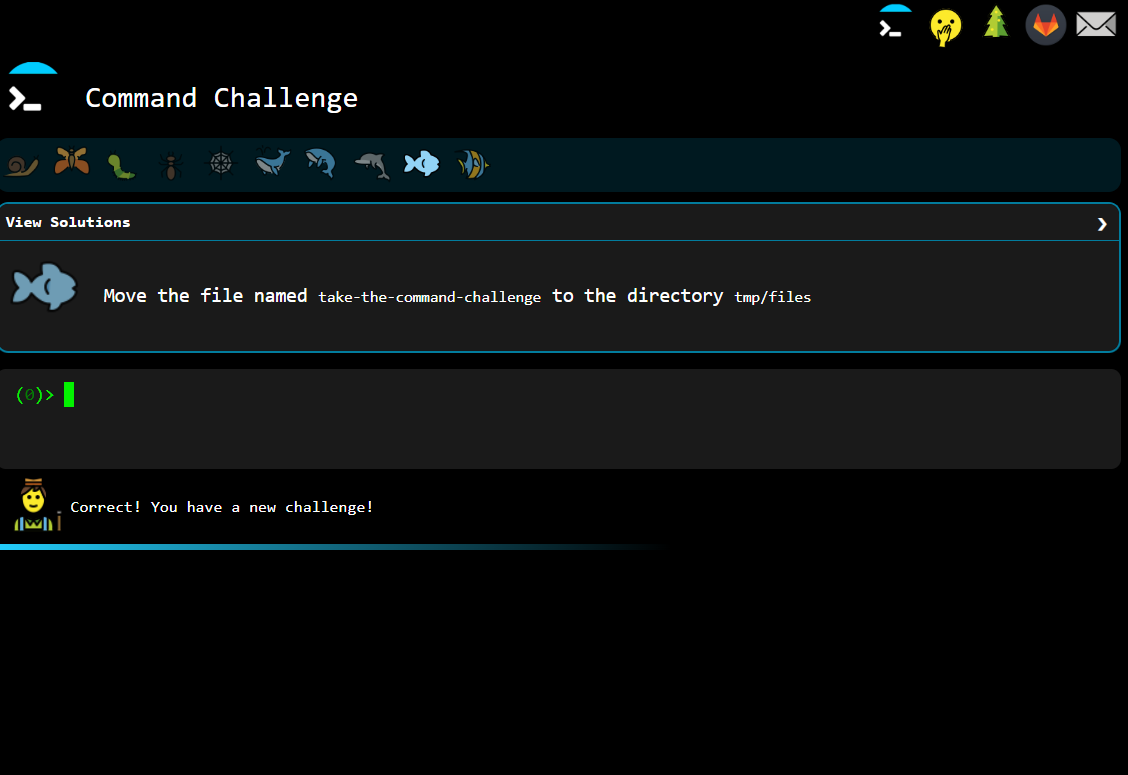 Command Challenge
View Solutions
Move the file named take-the-command-challenge to the directory tmp/files
(0)>
Correct! You have a new challenge!